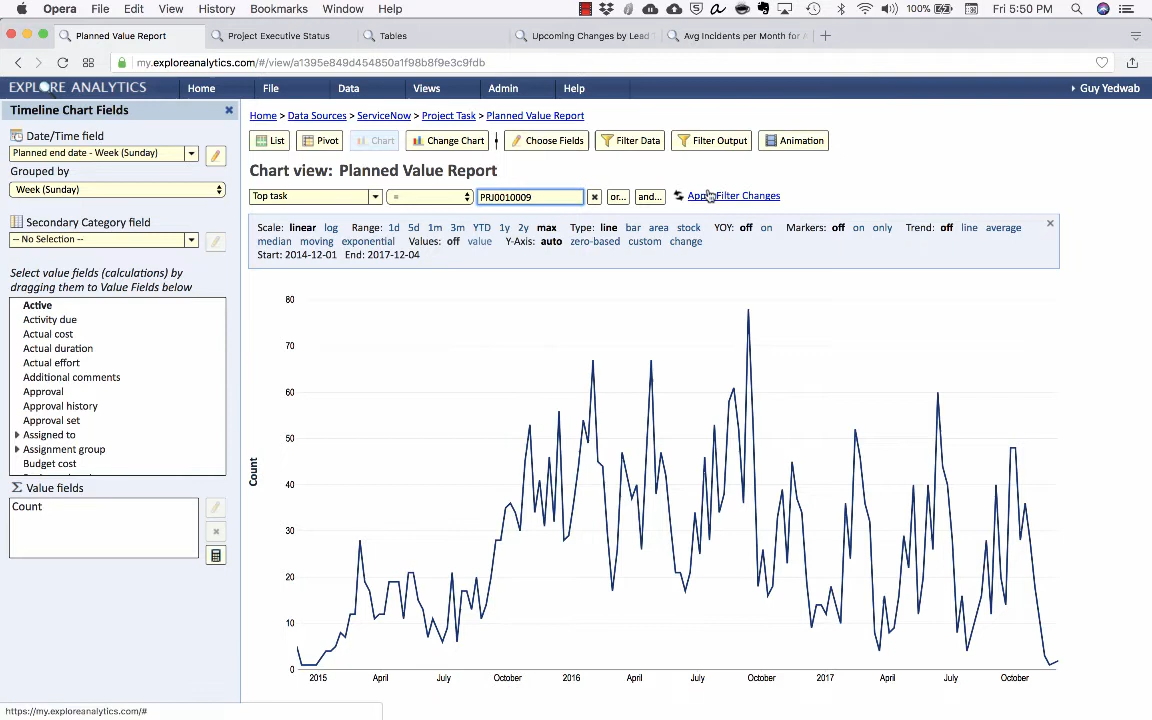 Opera File Edit View History Bookmarks Window Help 100% Fri 5:50 PM
Planned Value Report Project Executive Status Tables Upcoming Changes by Lead Avg Incidents per Month for
my.exploreanalytics.com/#/view/a1395e849d454850a1f98b8f9e3c9fdb
EXPLORE ANALYTICS Home File Data Views Admin Help Guy Yedwab
Timeline Chart Fields
Date/Time field
Planned end date - Week (Sunday)
Grouped by
Week (Sunday)
Secondary Category field
-- No Selection --
Select value fields (calculations) by
dragging them to Value Fields below
Active
Activity due
Actual cost
Actual duration
Actual effort
Additional comments
Approval
Approval history
Approval set
Assigned to
Assignment group
Budget cost
Σ Value fields
Count
Home > Data Sources > ServiceNow > Project Task > Planned Value Report
List Pivot Chart Change Chart Choose Fields Filter Data Filter Output Animation
Chart view: Planned Value Report
Top task = PRJ0010009 or... and... Filter Changes
Scale: linear log Range: 1d 5d 1m 3m YTD 1y 2y max Type: line bar area stock YOY: off on Markers: off on only Trend: off line average
median moving exponential Values: off value Y-Axis: auto zero-based custom change
Start: 2014-12-01 End: 2017-12-04
80
70
60
50
40
30
20
10
0
Count
2015 April July October 2016 April July October 2017 April July October
https://my.exploreanalytics.com/#